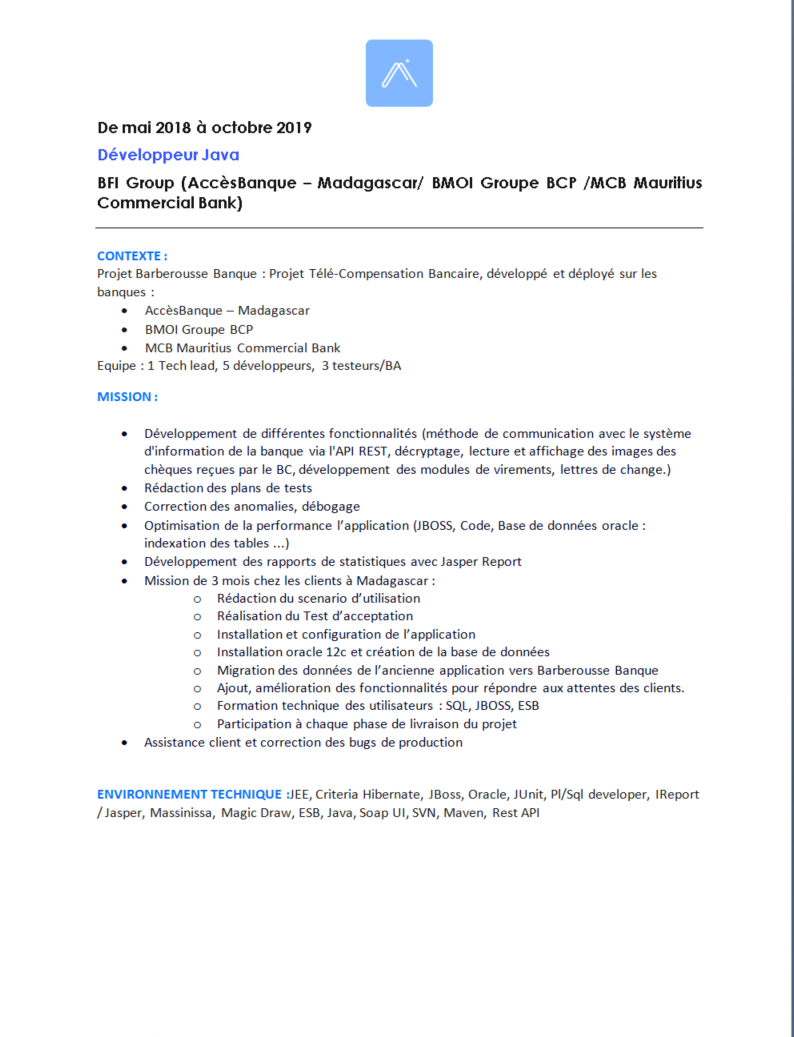 De mai 2018 à octobre 2019
Développeur Java
BFI Group (AccèsBanque – Madagascar/ BMOI Groupe BCP /MCB Mauritius
Commercial Bank)
CONTEXTE :
Projet Barberousse Banque : Projet Télé-Compensation Bancaire, développé et déployé sur les
banques :
• AccèsBanque – Madagascar
• BMOI Groupe BCP
• MCB Mauritius Commercial Bank
Equipe : 1 Tech lead, 5 développeurs, 3 testeurs/BA
MISSION :
• Développement de différentes fonctionnalités (méthode de communication avec le système
d'information de la banque via l'API REST, décryptage, lecture et affichage des images des
chèques reçues par le BC, développement des modules de virements, lettres de change.)
• Rédaction des plans de tests
• Correction des anomalies, débogage
• Optimisation de la performance l’application (JBOSS, Code, Base de données oracle :
indexation des tables …)
• Développement des rapports de statistiques avec Jasper Report
• Mission de 3 mois chez les clients à Madagascar :
o Rédaction du scenario d’utilisation
o Réalisation du Test d’acceptation
o Installation et configuration de l’application
o Installation oracle 12c et création de la base de données
o Migration des données de l’ancienne application vers Barberousse Banque
o Ajout, amélioration des fonctionnalités pour répondre aux attentes des clients.
o Formation technique des utilisateurs : SQL, JBOSS, ESB
o Participation à chaque phase de livraison du projet
• Assistance client et correction des bugs de production
ENVIRONNEMENT TECHNIQUE :JEE, Criteria Hibernate, JBoss, Oracle, JUnit, Pl/Sql developer, IReport
/ Jasper, Massinissa, Magic Draw, ESB, Java, Soap UI, SVN, Maven, Rest API